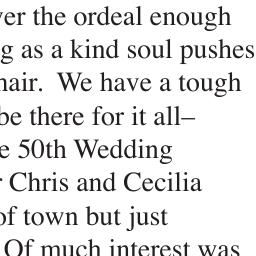 ver the ordeal enough
g as a kind soul pushes
hair. We have a tough
be there for it all–
e 50th Wedding
r Chris and Cecilia
of town but just
Of much interest was